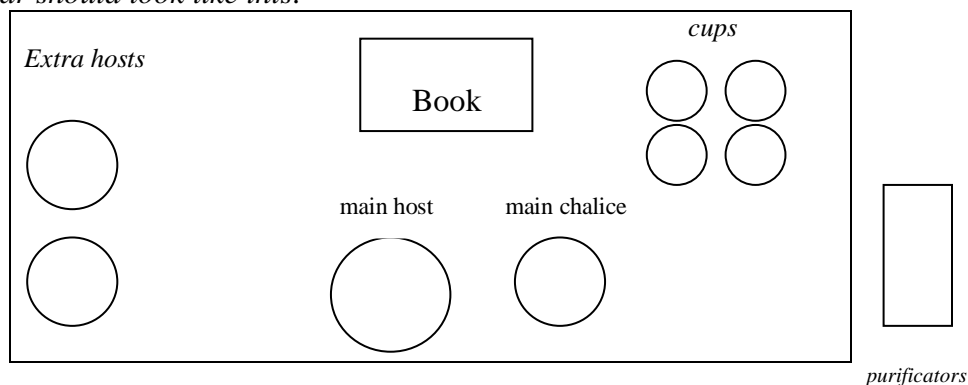 should look like this:
cups
Extra hosts
Book
main host
main chalice
purificators